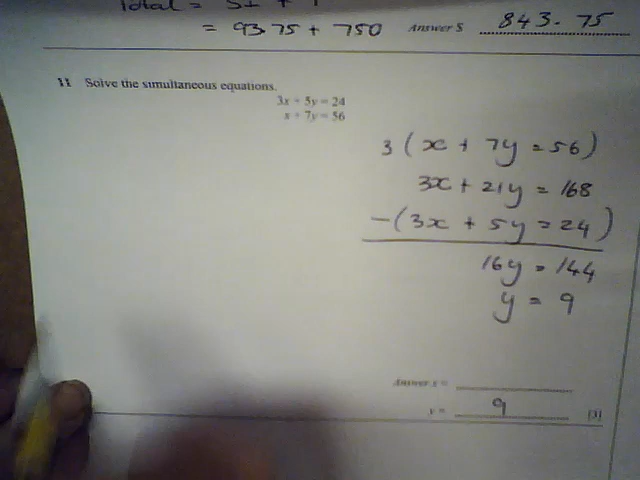 Total =
= 93.75 + 750 Answer $ 843.75
11 Solve the simultaneous equations.
3x + 5y = 24
x + 7y = 56
3 ( x + 7y = 56 )
3x + 21y = 168
- ( 3x + 5y = 24 )
16y = 144
y = 9
Answer x =
y = 9 [3]